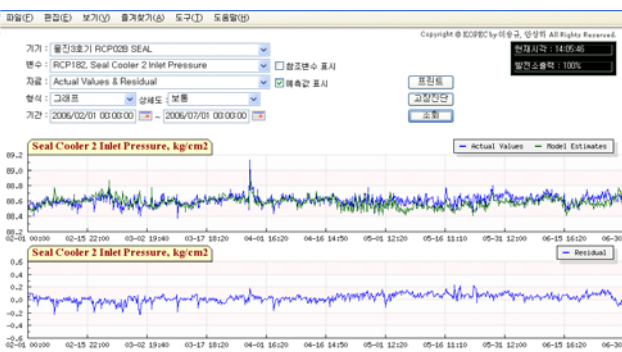 파일(F) 편집(E) 보기(V) 즐겨찾기(A) 도구(T) 도움말(H)
Copyright @ KOPEC by 이승규, 안상하 All Rights Reserved.
기기 : 울진3호기 RCP02B SEAL
현재시각 : 14:05:46
변수 : RCP182, Seal Cooler 2 Inlet Pressure 참조변수 표시
발전소출력 : 100%
자료 : Actual Values & Residual 예측값 표시 프린트
형식 : 그래프 상세도 : 보통 고장진단
기간 : 2006/02/01 00:00:00 ~ 2006/07/01 00:00:00 조회
Seal Cooler 2 Inlet Pressure, kg/cm2
Actual Values Model Estimates
89.2
89.0
88.8
88.6
88.4
88.2
02-01 00:00 02-15 22:00 03-02 19:40 03-17 18:20 04-01 16:20 04-16 14:50 05-01 12:20 05-16 11:10 05-31 12:00 06-15 16:20 06-30
Seal Cooler 2 Inlet Pressure, kg/cm2
Residual
0.6
0.4
0.2
0.0
-0.2
-0.4
-0.6
02-01 00:00 02-15 22:00 03-02 19:40 03-17 18:20 04-01 16:20 04-16 14:50 05-01 12:20 05-16 11:10 05-31 12:00 06-15 16:20 06-30